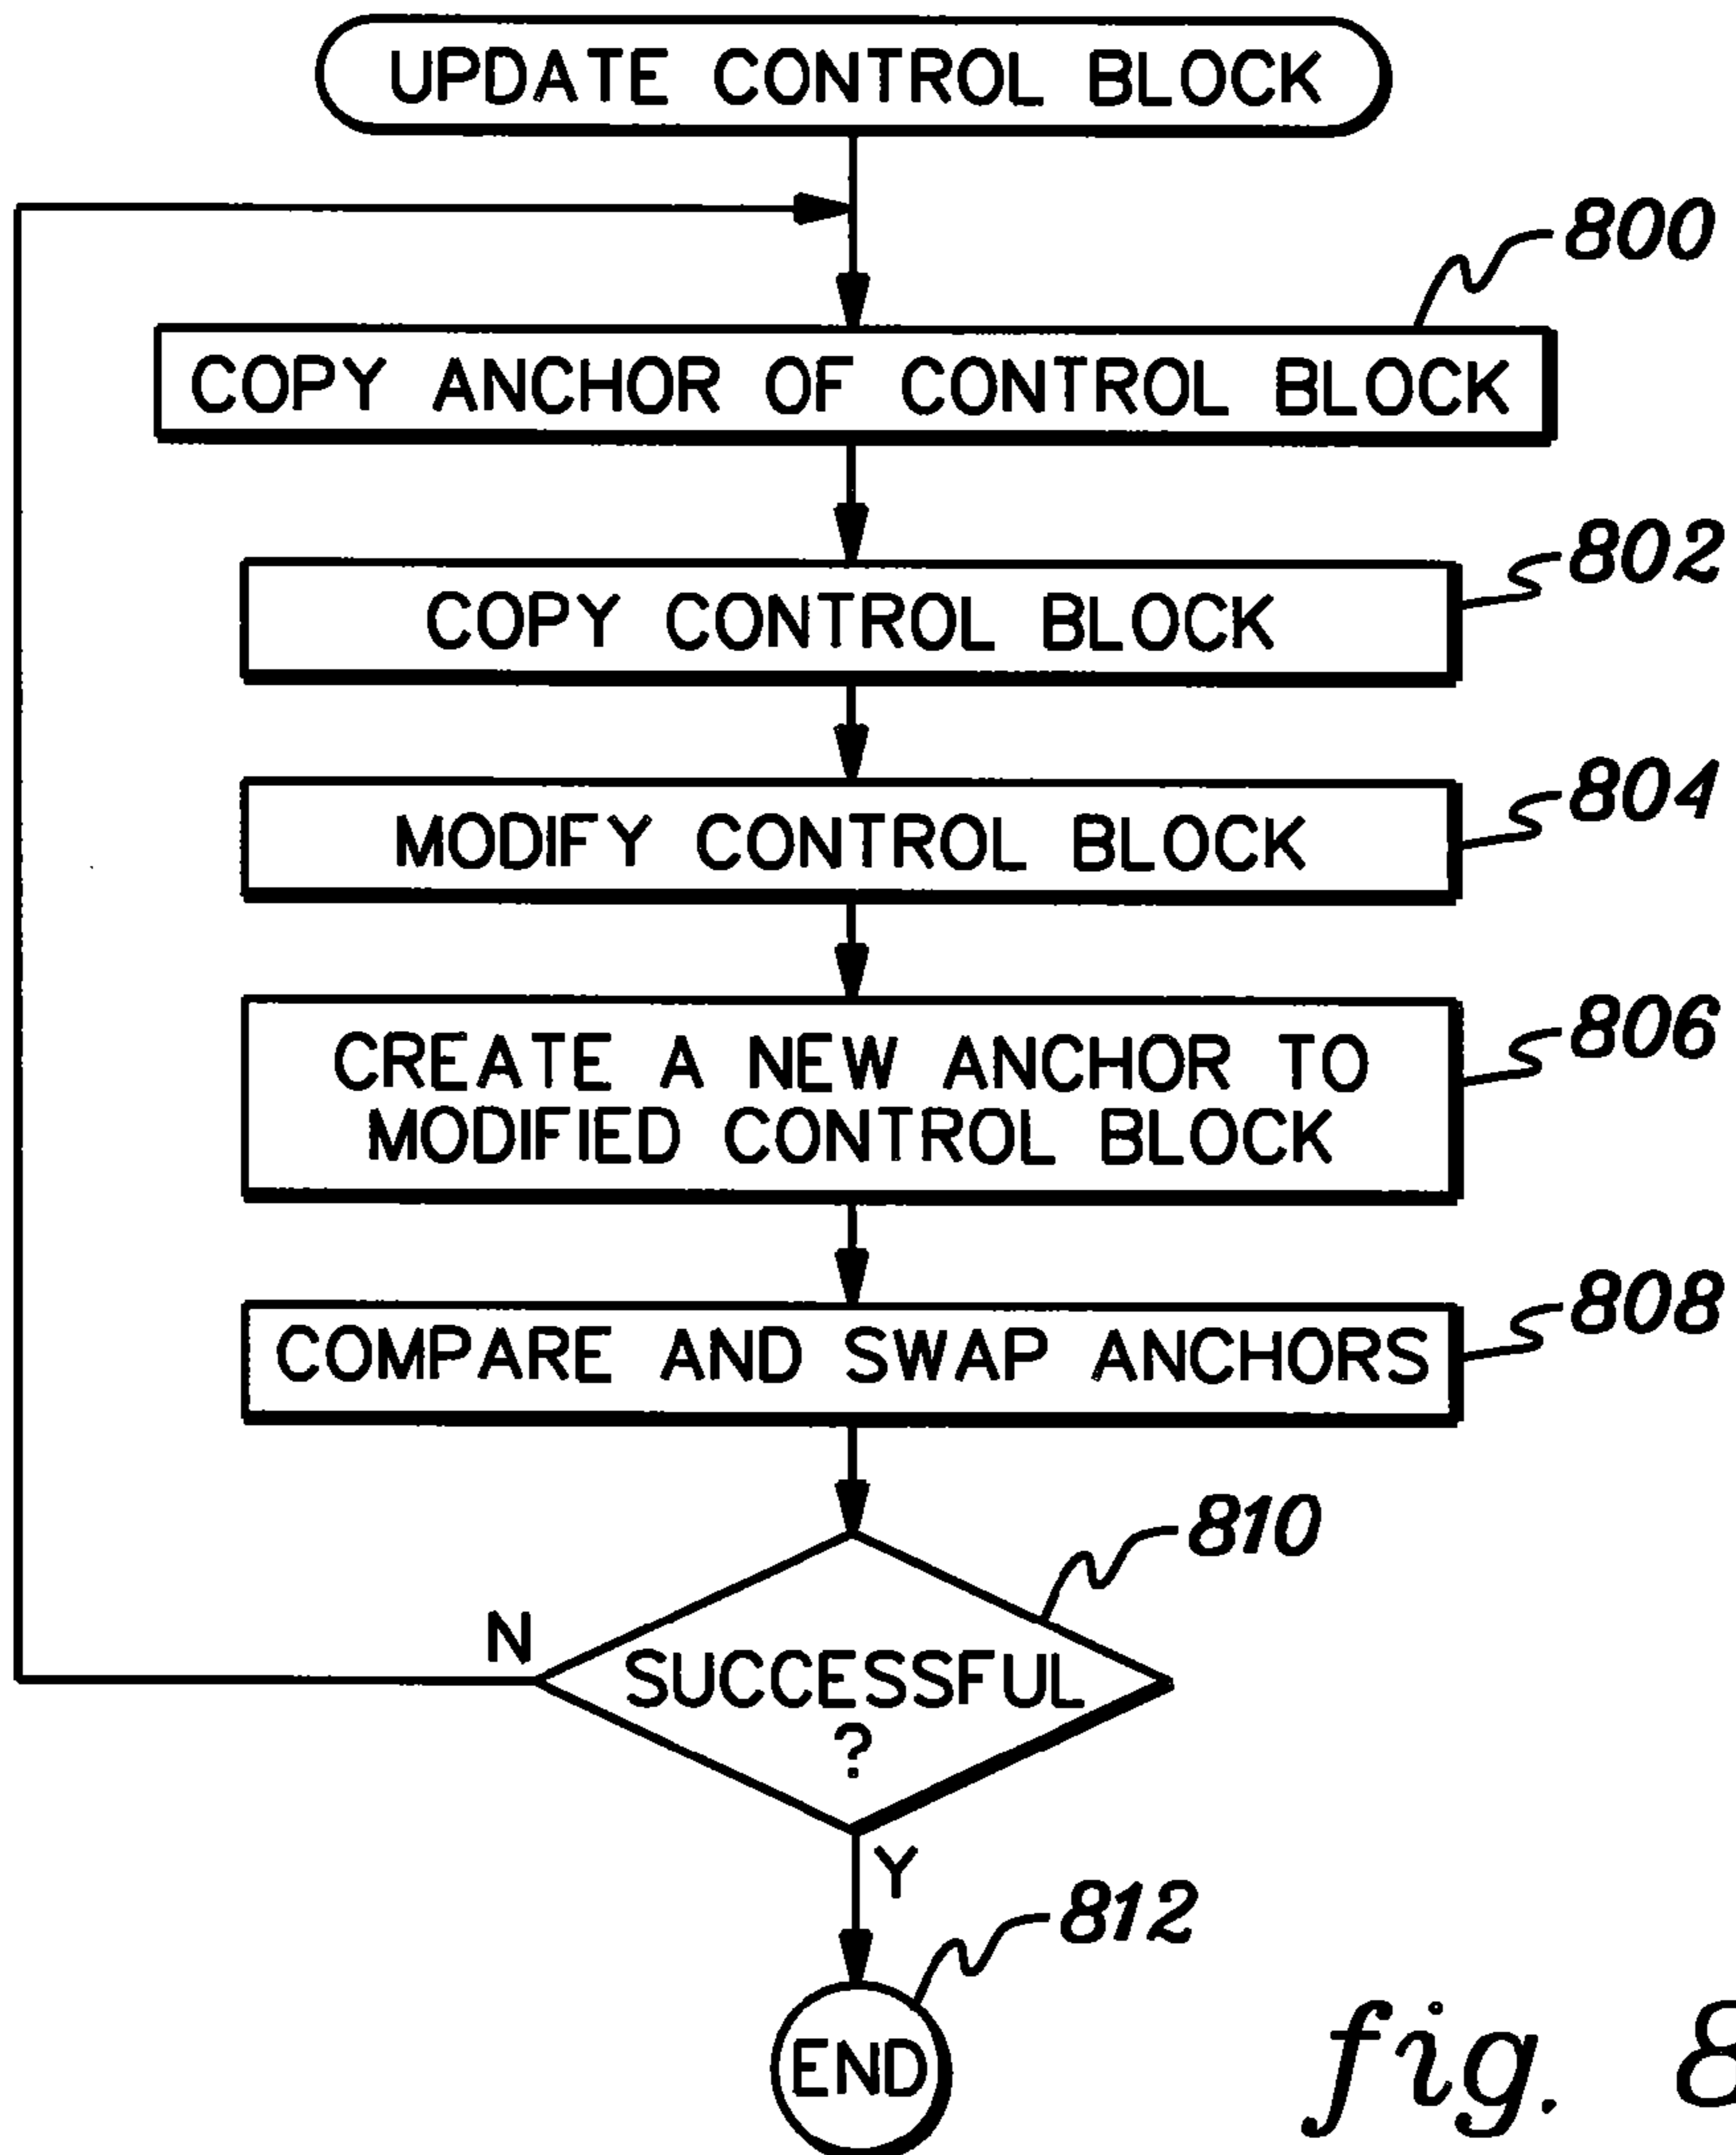 UPDATE CONTROL BLOCK
800
COPY ANCHOR OF CONTROL BLOCK
802
COPY CONTROL BLOCK
804
MODIFY CONTROL BLOCK
806
CREATE A NEW ANCHOR TO
MODIFIED CONTROL BLOCK
808
COMPARE AND SWAP ANCHORS
810
N
SUCCESSFUL
?
Y
812
END
fig. 8